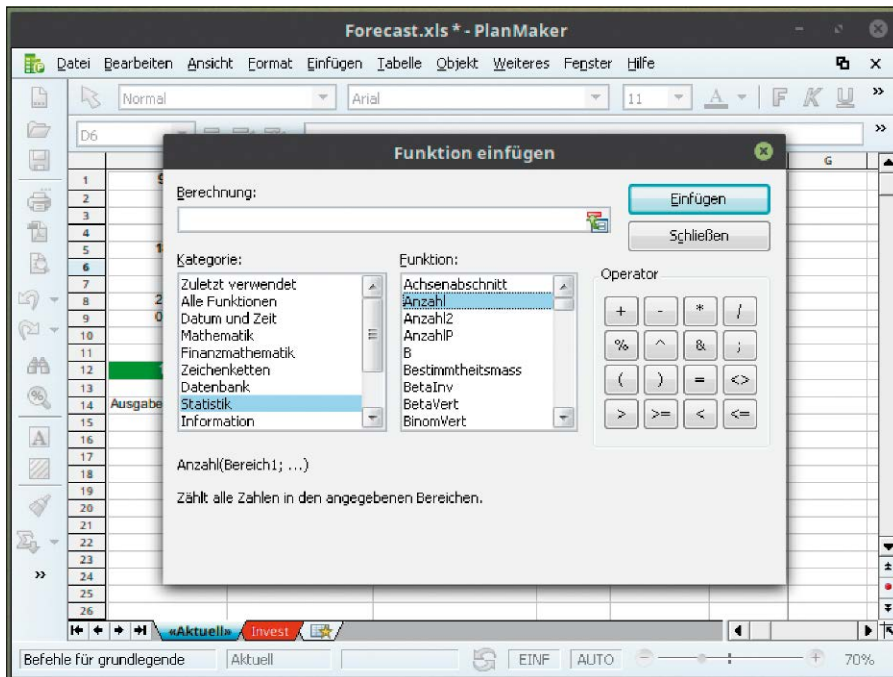 Forecast.xls * - PlanMaker
Datei Bearbeiten Ansicht Format Einfügen Tabelle Objekt Weiteres Fenster Hilfe
Normal Arial 11 A F K U
D6
Funktion einfügen
G
Berechnung:
Einfügen
Schließen
Kategorie:
Zuletzt verwendet
Alle Funktionen
Datum und Zeit
Mathematik
Finanzmathematik
Zeichenketten
Datenbank
Statistik
Information
Funktion:
Achsenabschnitt
Anzahl
Anzahl2
AnzahlP
B
Bestimmtheitsmass
BetaInv
BetaVert
BinomVert
Operator
+ - * /
% ^ & ;
( ) = <>
> >= < <=
Anzahl(Bereich1; ...)
Zählt alle Zahlen in den angegebenen Bereichen.
1
2
3
4
5
6
7
8
9
10
11
12
13
14 Ausgabe
15
16
17
18
19
20
21
22
23
24
25
26
«Aktuell» Invest
Befehle für grundlegende Aktuell EINF AUTO 70%